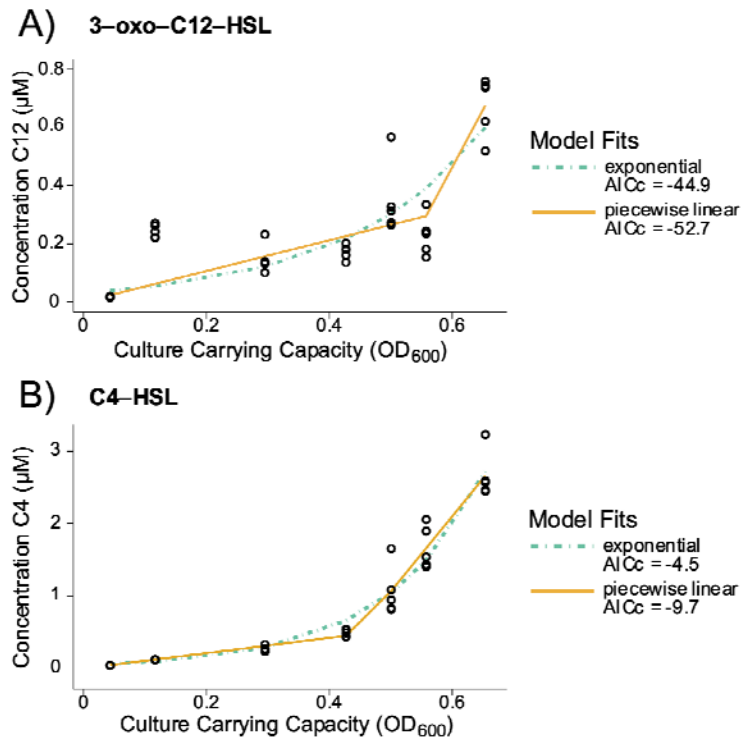 A) 3–oxo–C12–HSL
Concentration C12 (µM)
0.8
0.6
0.4
0.2
0
0
0.2
0.4
0.6
Culture Carrying Capacity (OD600)
Model Fits
exponential
AICc = -44.9
piecewise linear
AICc = -52.7
B) C4–HSL
Concentration C4 (µM)
3
2
1
0
0
0.2
0.4
0.6
Culture Carrying Capacity (OD600)
Model Fits
exponential
AICc = -4.5
piecewise linear
AICc = -9.7